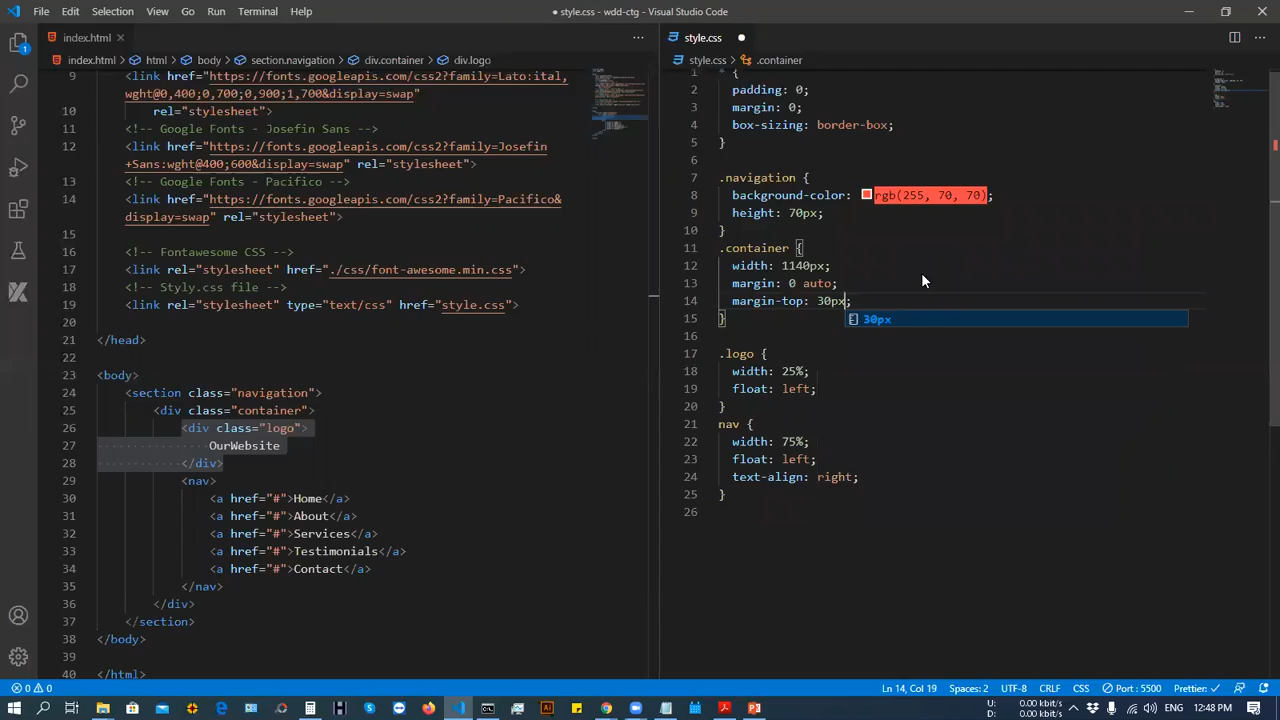 File Edit Selection View Go Run Terminal Help
● style.css - wdd-ctg - Visual Studio Code
index.html ×
style.css ●
index.html > html > body > section.navigation > div.container > div.logo
style.css > .container
9 <link href="https://fonts.googleapis.com/css2?family=Lato:ital,
wght@0,400;0,700;0,900;1,700&display=swap"
10 rel="stylesheet">
11 <!-- Google Fonts - Josefin Sans -->
12 <link href="https://fonts.googleapis.com/css2?family=Josefin
+Sans:wght@400;600&display=swap" rel="stylesheet">
13 <!-- Google Fonts - Pacifico -->
14 <link href="https://fonts.googleapis.com/css2?family=Pacifico&
display=swap" rel="stylesheet">
15
16 <!-- Fontawesome CSS -->
17 <link rel="stylesheet" href="./css/font-awesome.min.css">
18 <!-- Styly.css file -->
19 <link rel="stylesheet" type="text/css" href="style.css">
20
21 </head>
22
23 <body>
24 <section class="navigation">
25 <div class="container">
26 <div class="logo">
27 OurWebsite
28 </div>
29 <nav>
30 <a href="#">Home</a>
31 <a href="#">About</a>
32 <a href="#">Services</a>
33 <a href="#">Testimonials</a>
34 <a href="#">Contact</a>
35 </nav>
36 </div>
37 </section>
38 </body>
39
40 </html>
1 * {
2 padding: 0;
3 margin: 0;
4 box-sizing: border-box;
5 }
6
7 .navigation {
8 background-color: rgb(255, 70, 70);
9 height: 70px;
10 }
11 .container {
12 width: 1140px;
13 margin: 0 auto;
14 margin-top: 30px;
30px
15 }
16
17 .logo {
18 width: 25%;
19 float: left;
20 }
21 nav {
22 width: 75%;
23 float: left;
24 text-align: right;
25 }
26
0 0
Ln 14, Col 19 Spaces: 2 UTF-8 CRLF CSS Port : 5500 Prettier: ✓
U: 0.00 kbit/s
D: 0.00 kbit/s
12:48 PM